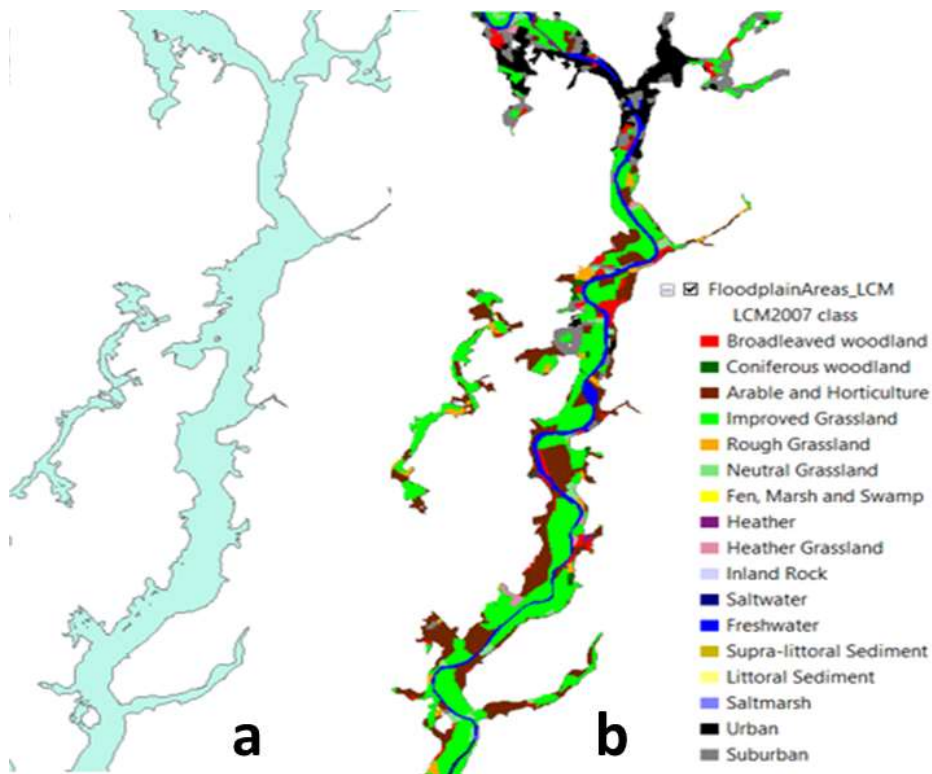 FloodplainAreas_LCM
LCM2007 class
Broadleaved woodland
Coniferous woodland
Arable and Horticulture
Improved Grassland
Rough Grassland
Neutral Grassland
Fen, Marsh and Swamp
Heather
Heather Grassland
Inland Rock
Saltwater
Freshwater
Supra-littoral Sediment
Littoral Sediment
Saltmarsh
Urban
Suburban
a
b